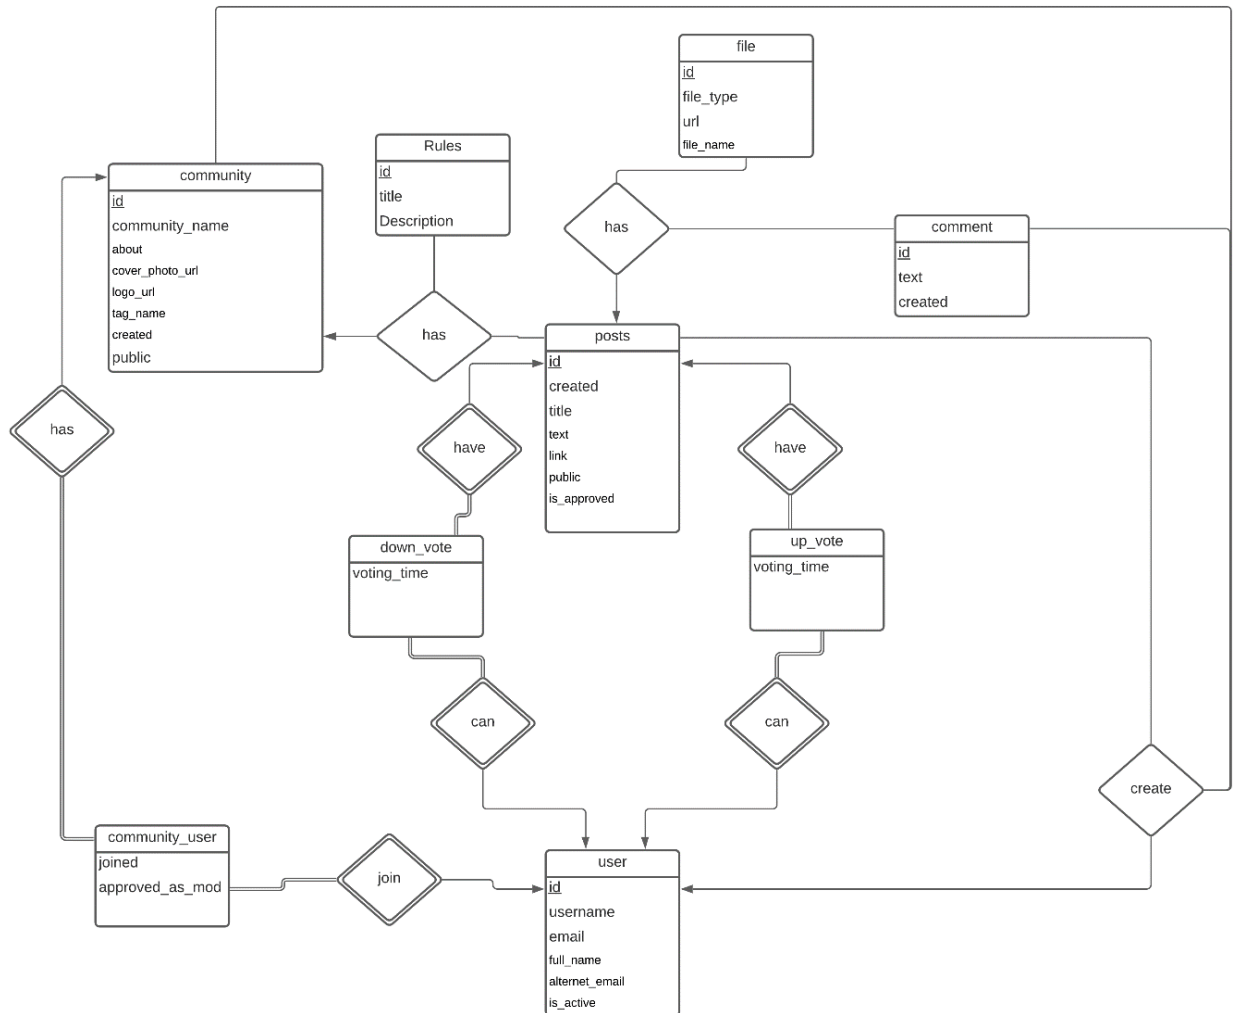 file
id
file_type
url
file_name
Rules
id
title
Description
community
id
community_name
about
cover_photo_url
logo_url
tag_name
created
public
has
comment
id
text
created
has
posts
id
created
title
text
link
public
is_approved
has
have
have
down_vote
voting_time
up_vote
voting_time
can
can
create
community_user
joined
approved_as_mod
join
user
id
username
email
full_name
alternet_email
is_active